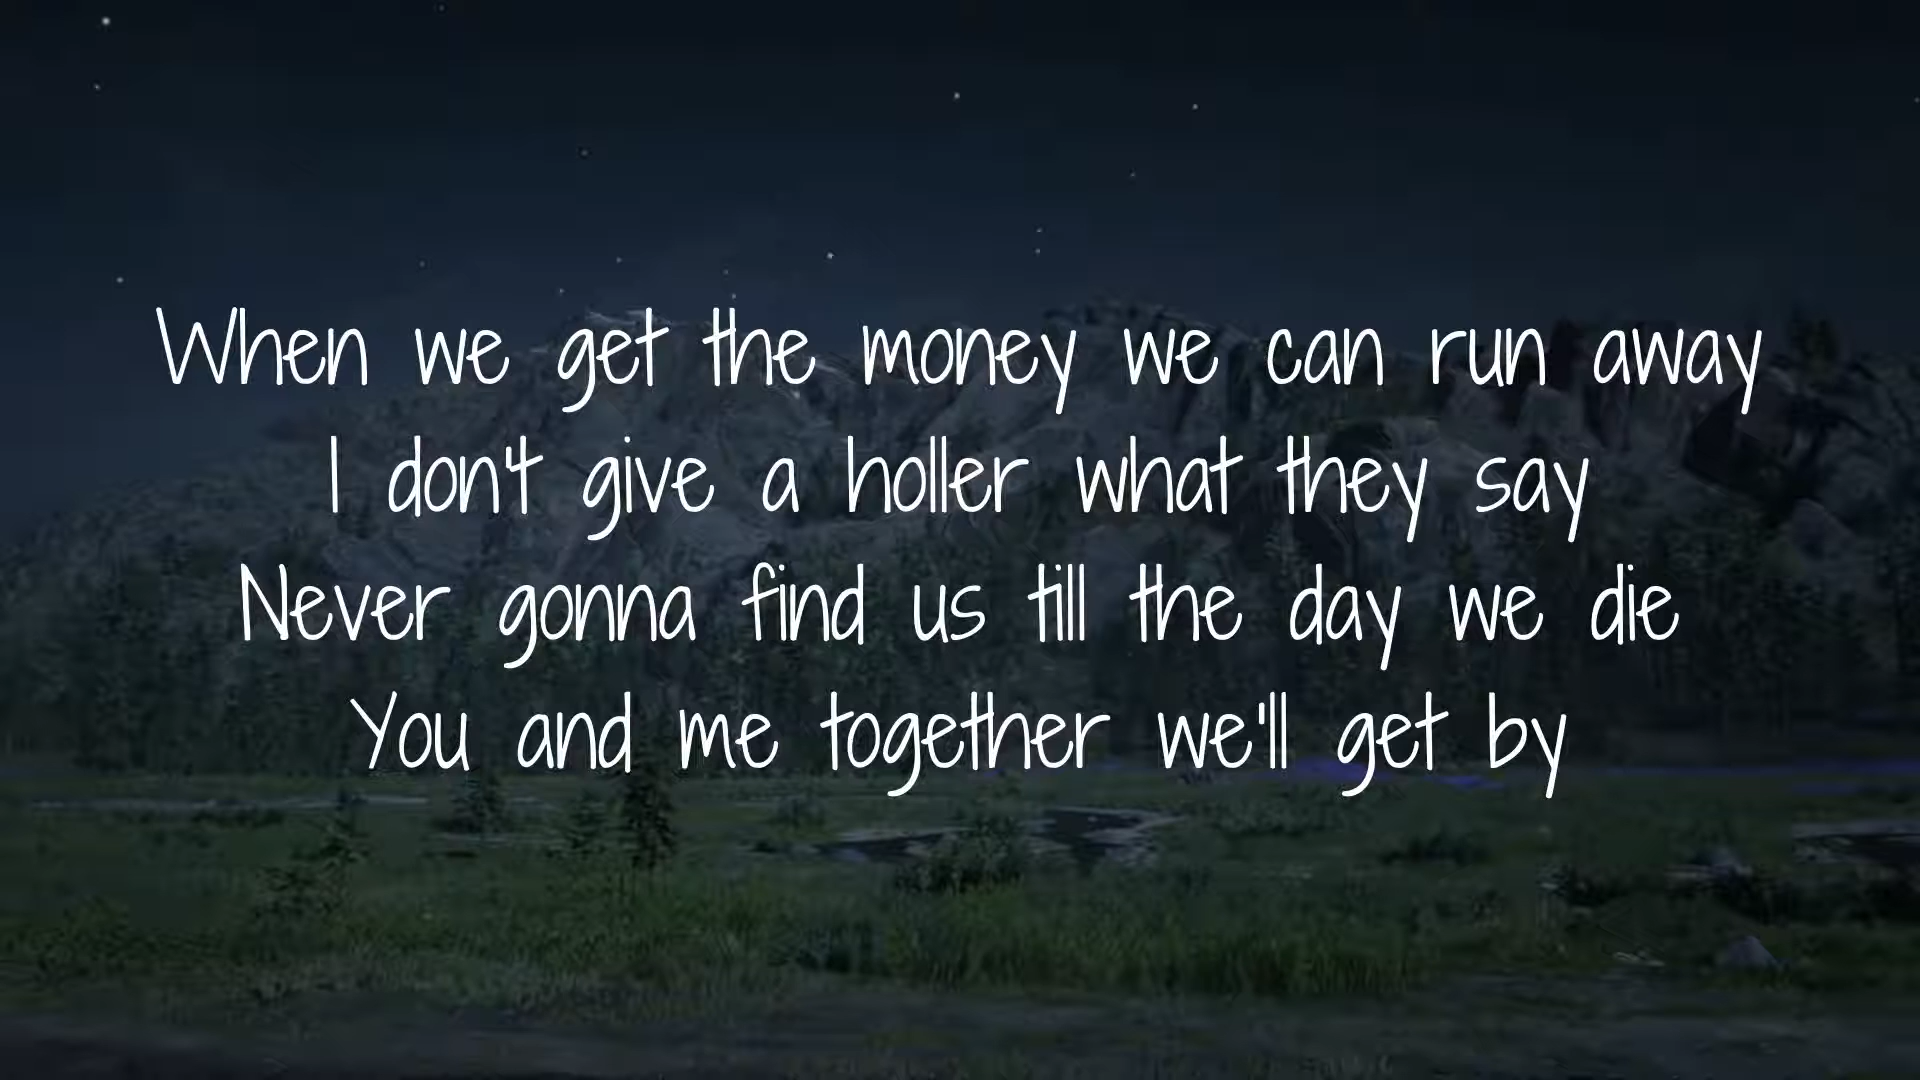 When we get the money we can run away
I don't give a holler what they say
Never gonna find us till the day we die
You and me together we'll get by